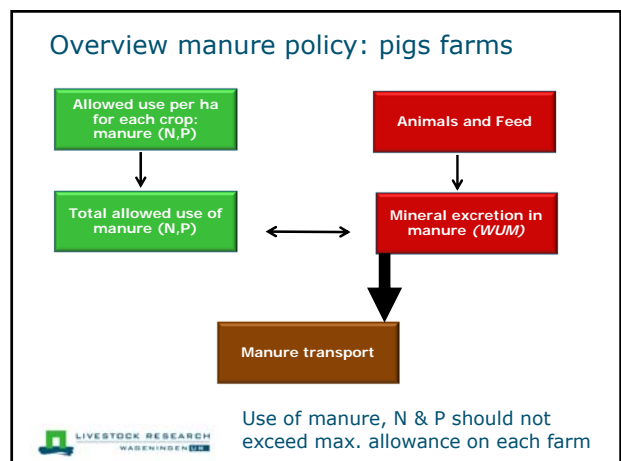 Overview manure policy: pigs farms
Allowed use per ha
for each crop:
manure (N,P)
Animals and Feed
Total allowed use of
manure (N,P)
Mineral excretion in
manure (WUM)
Manure transport
Use of manure, N & P should not
exceed max. allowance on each farm
LIVESTOCK RESEARCH
WAGENINGEN UR